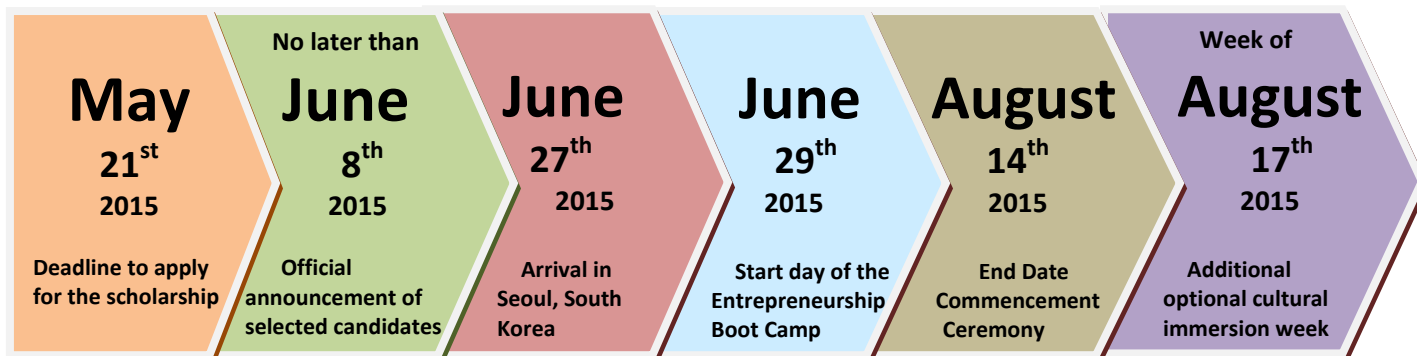 May
21st
2015
Deadline to apply
for the scholarship
No later than
June
8th
2015
Official
announcement of
selected candidates
June
27th
2015
Arrival in
Seoul, South
Korea
June
29th
2015
Start day of the
Entrepreneurship
Boot Camp
August
14th
2015
End Date
Commencement
Ceremony
Week of
August
17th
2015
Additional
optional cultural
immersion week